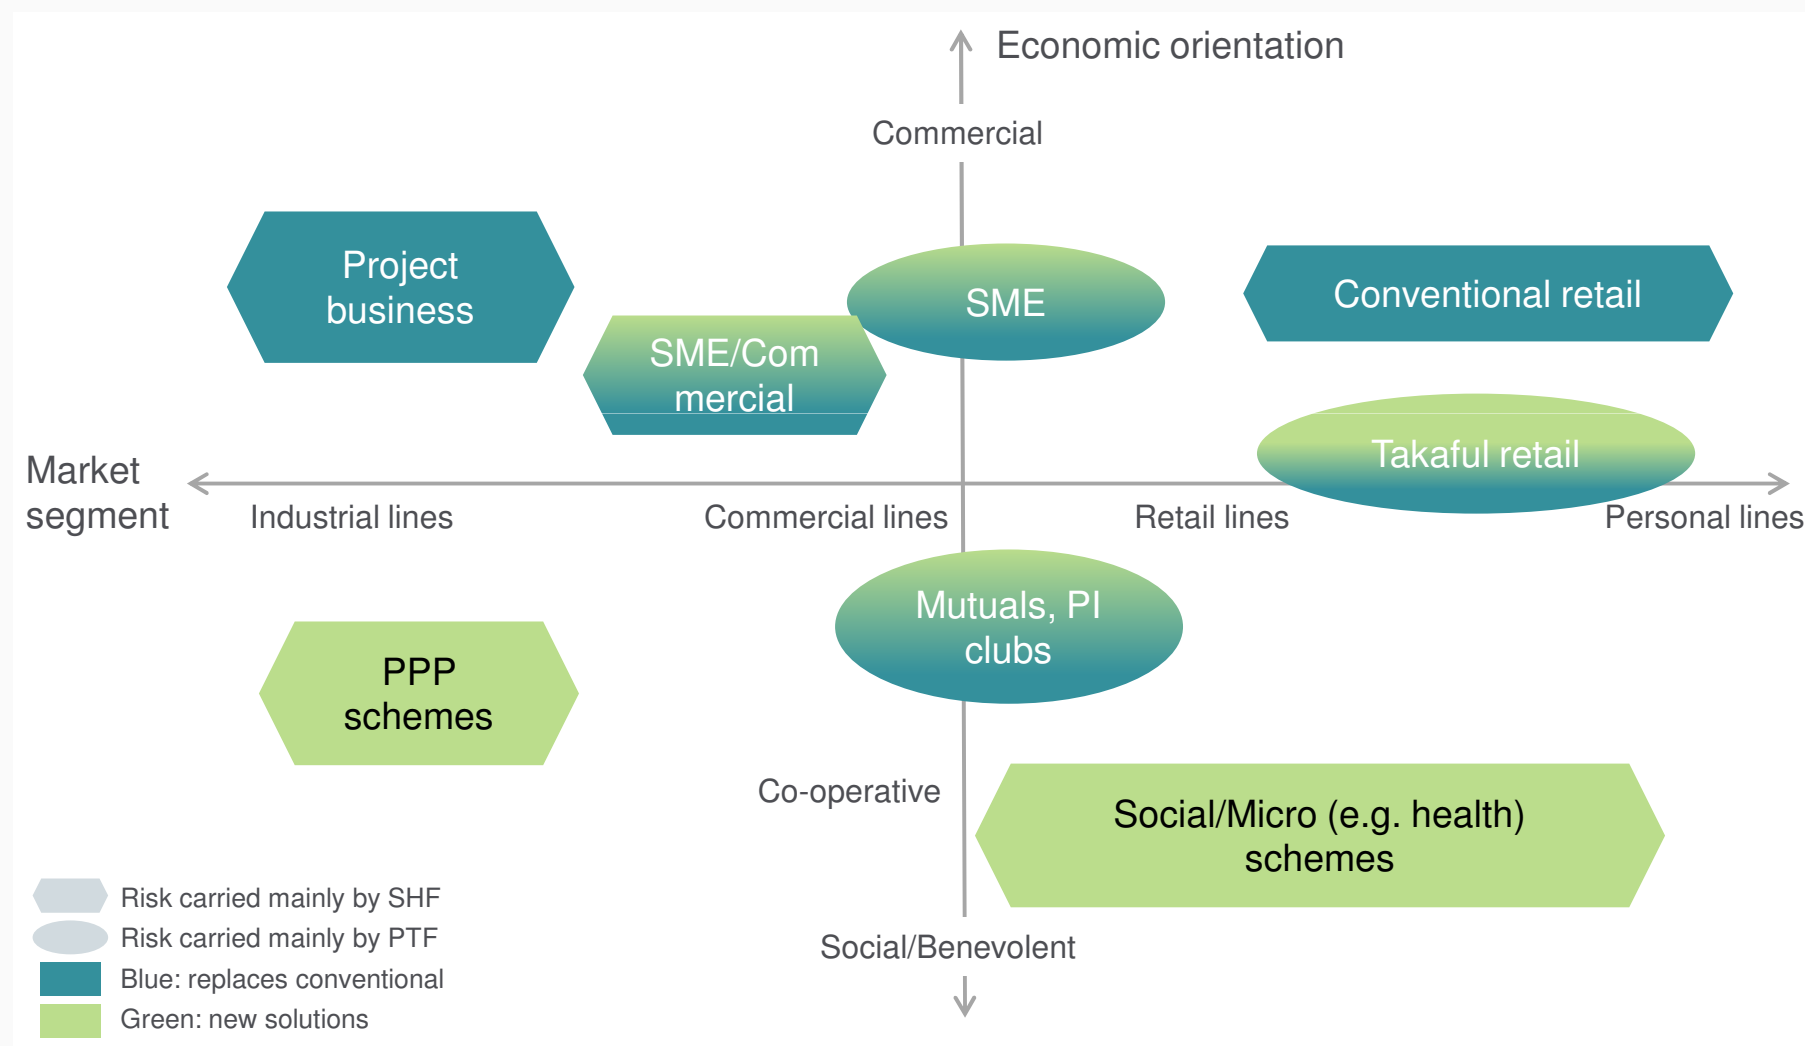 Economic orientation
Commercial
Project
business
SME
Conventional retail
SME/Com
mercial
Takaful retail
Market
segment
Industrial lines
Commercial lines
Retail lines
Personal lines
Mutuals, PI
clubs
PPP
schemes
Co-operative
Social/Micro (e.g. health)
schemes
Social/Benevolent
Risk carried mainly by SHF
Risk carried mainly by PTF
Blue: replaces conventional
Green: new solutions